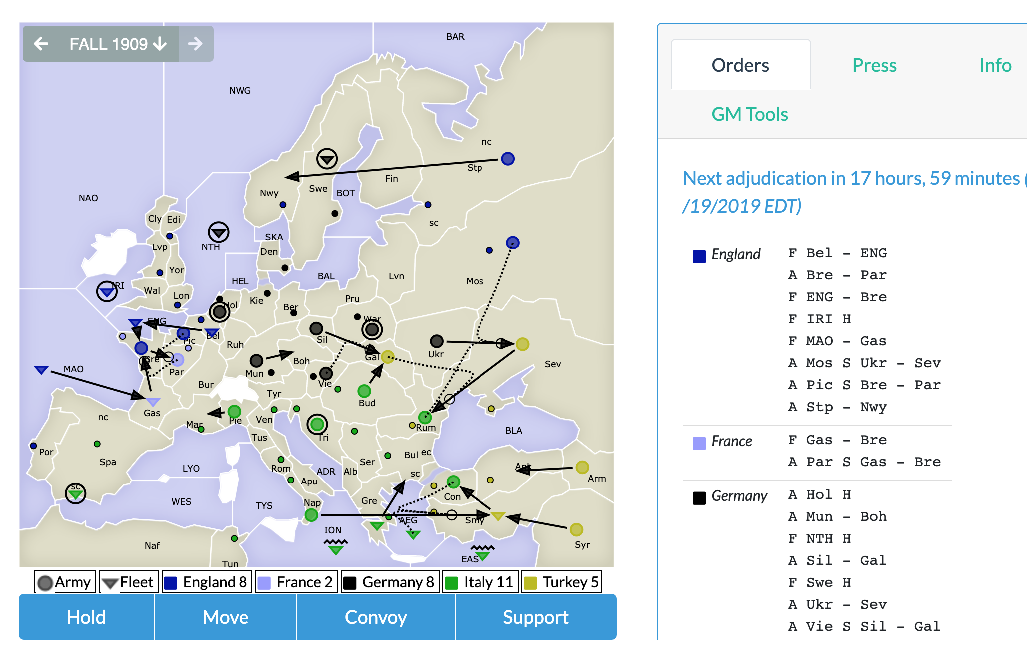 ← FALL 1909 ↓ →
BAR
NWG
nc
Stp
Fin
Nwy
Swe
BOT
NAO
sc
Cly
Edi
NTH
SKA
Lvp
Den
Mos
Yor
HEL
BAL
Lvn
IRI
Wal
Lon
Hol
Kie
Ber
Pru
War
ENG
Bel
Pic
Ruh
Sil
Gal
Ukr
Bre
MAO
Par
Mun
Boh
Vie
Sev
Bur
Tyr
Bud
nc
Gas
Mar
Pie
Ven
Tri
Rum
Por
Spa
Tus
BLA
LYO
Rom
ADR
Alb
Ser
Bul
ec
sc
WES
TYS
Apu
Ank
Arm
sc
Nap
Gre
Con
ION
AEG
Smy
Naf
Tun
EAS
Syr
Army
Fleet
England 8
France 2
Germany 8
Italy 11
Turkey 5
Hold
Move
Convoy
Support
Orders
Press
Info
GM Tools
Next adjudication in 17 hours, 59 minutes (
/19/2019 EDT)
England
F Bel - ENG
A Bre - Par
F ENG - Bre
F IRI H
F MAO - Gas
A Mos S Ukr - Sev
A Pic S Bre - Par
A Stp - Nwy
France
F Gas - Bre
A Par S Gas - Bre
Germany
A Hol H
A Mun - Boh
F NTH H
A Sil - Gal
F Swe H
A Ukr - Sev
A Vie S Sil - Gal